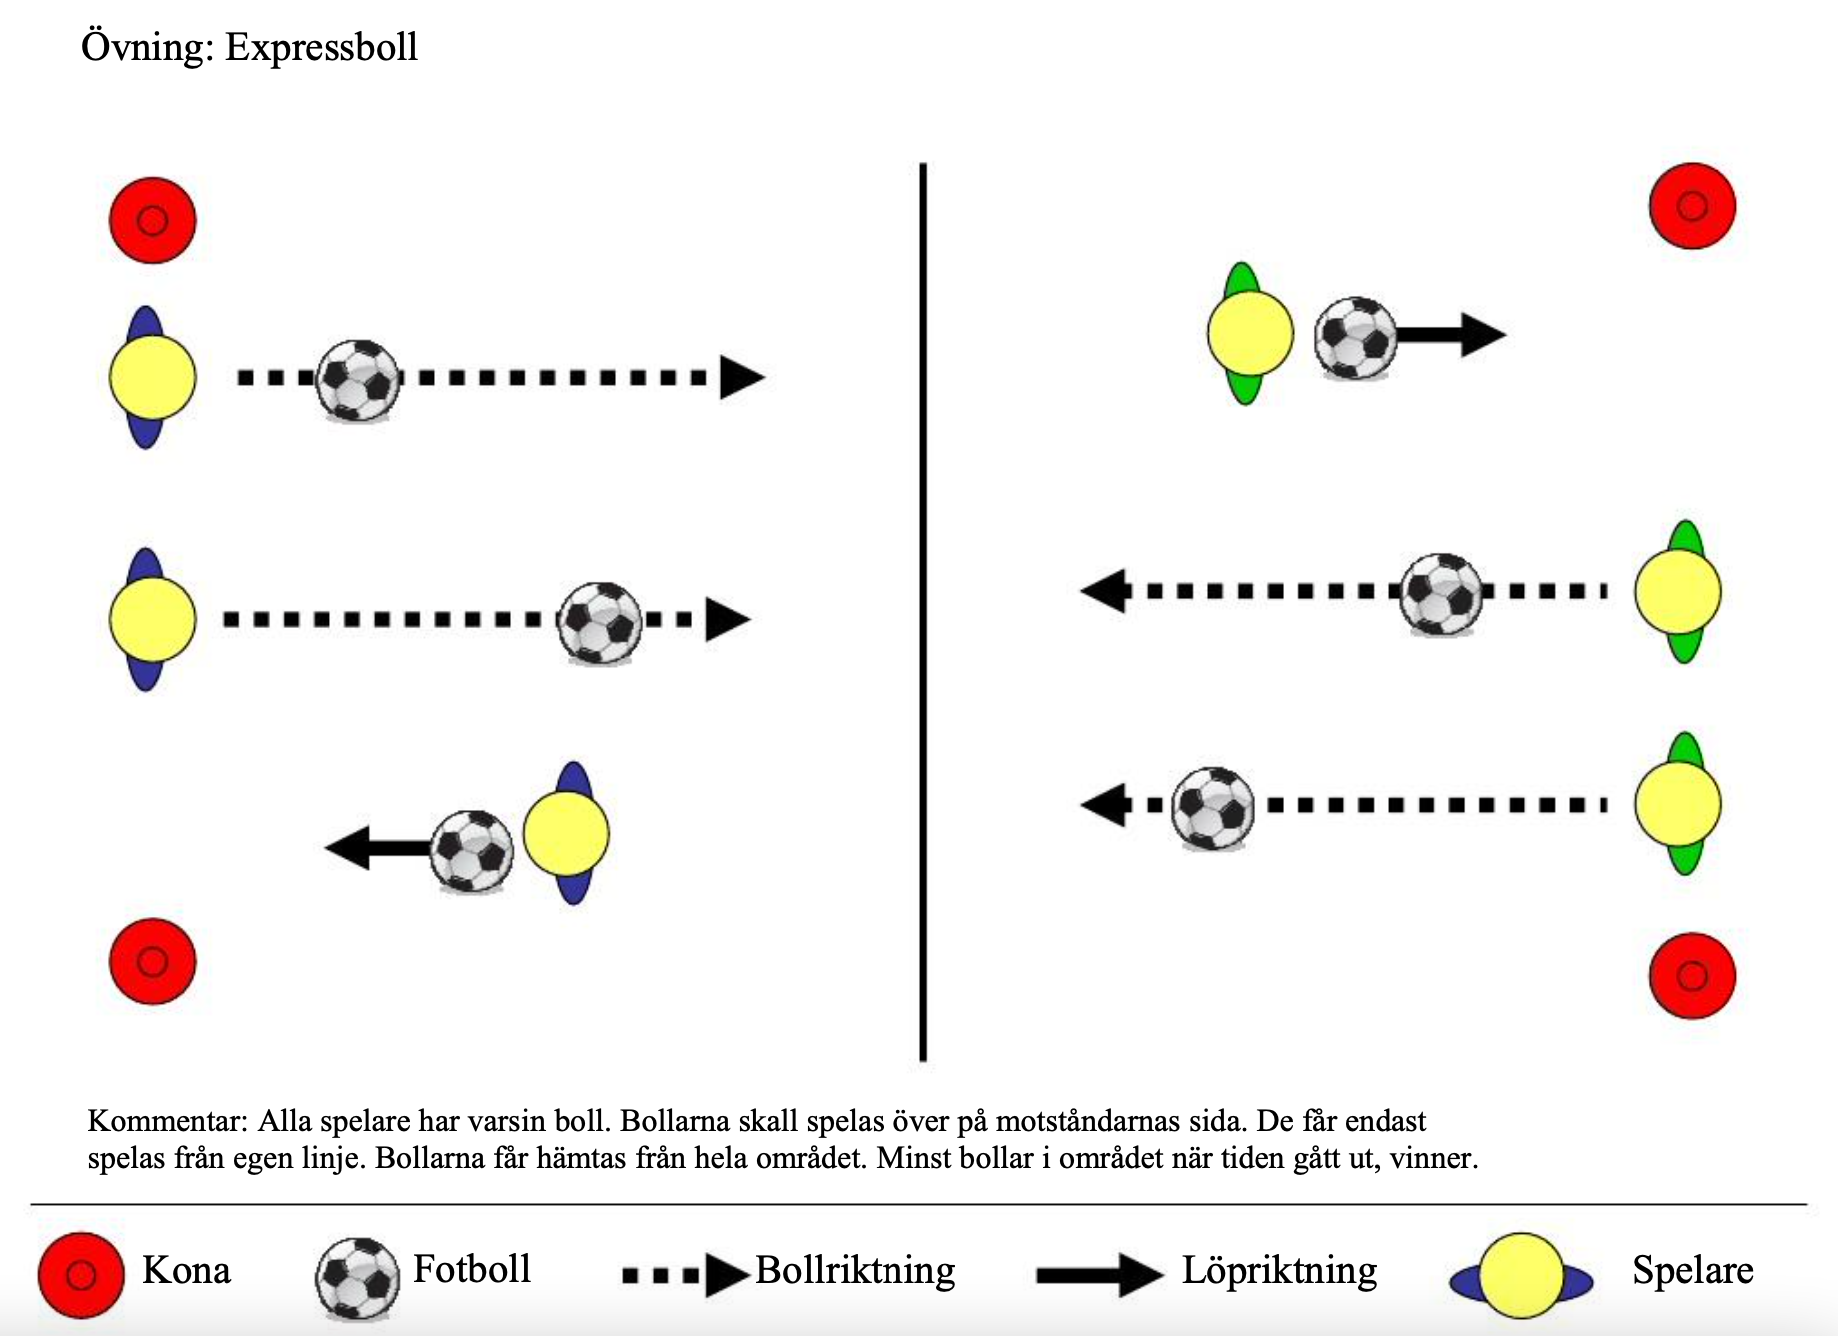 Övning: Expressboll
Kommentar: Alla spelare har varsin boll. Bollarna skall spelas över på motståndarnas sida. De får endast
spelas från egen linje. Bollarna får hämtas från hela området. Minst bollar i området när tiden gått ut, vinner.
Kona Fotboll Bollriktning Löpriktning Spelare